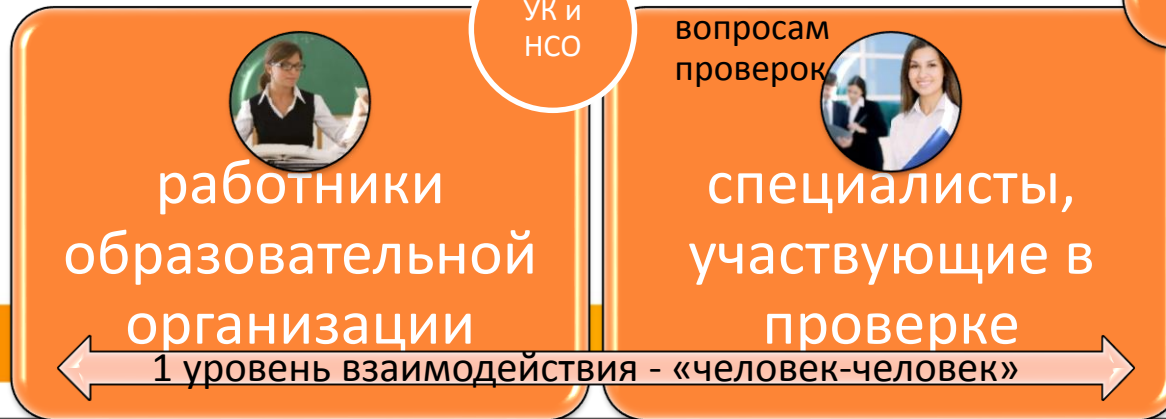 УК и
НСО
вопросам
проверок
работники
образовательной
организации
специалисты,
участвующие в
проверке
1 уровень взаимодействия - «человек-человек»